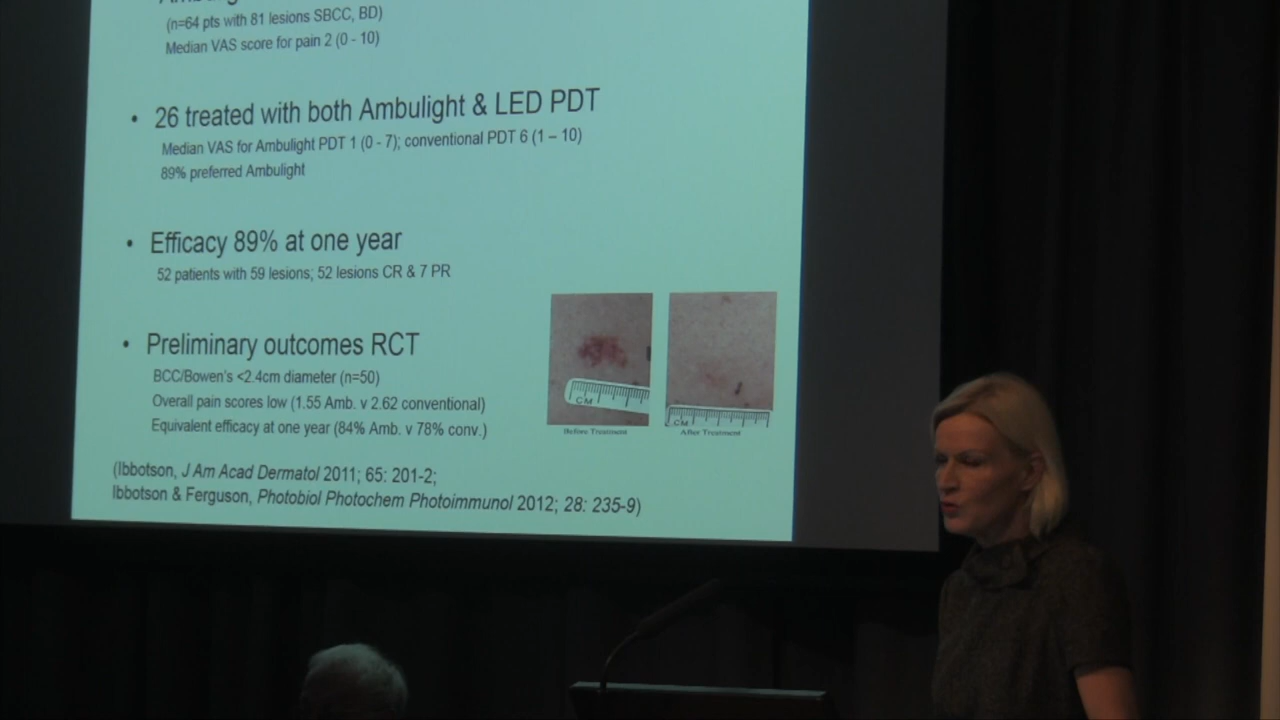 (n=64 pts with 81 lesions SBCC, BD)
Median VAS score for pain 2 (0 - 10)
• 26 treated with both Ambulight & LED PDT
Median VAS for Ambulight PDT 1 (0 - 7); conventional PDT 6 (1 – 10)
89% preferred Ambulight
• Efficacy 89% at one year
52 patients with 59 lesions; 52 lesions CR & 7 PR
• Preliminary outcomes RCT
BCC/Bowen's <2.4cm diameter (n=50)
Overall pain scores low (1.55 Amb. v 2.62 conventional)
Equivalent efficacy at one year (84% Amb. v 78% conv.)
CM
CM
Before Treatment
After Treatment
(Ibbotson, J Am Acad Dermatol 2011; 65: 201-2;
Ibbotson & Ferguson, Photobiol Photochem Photoimmunol 2012; 28: 235-9)